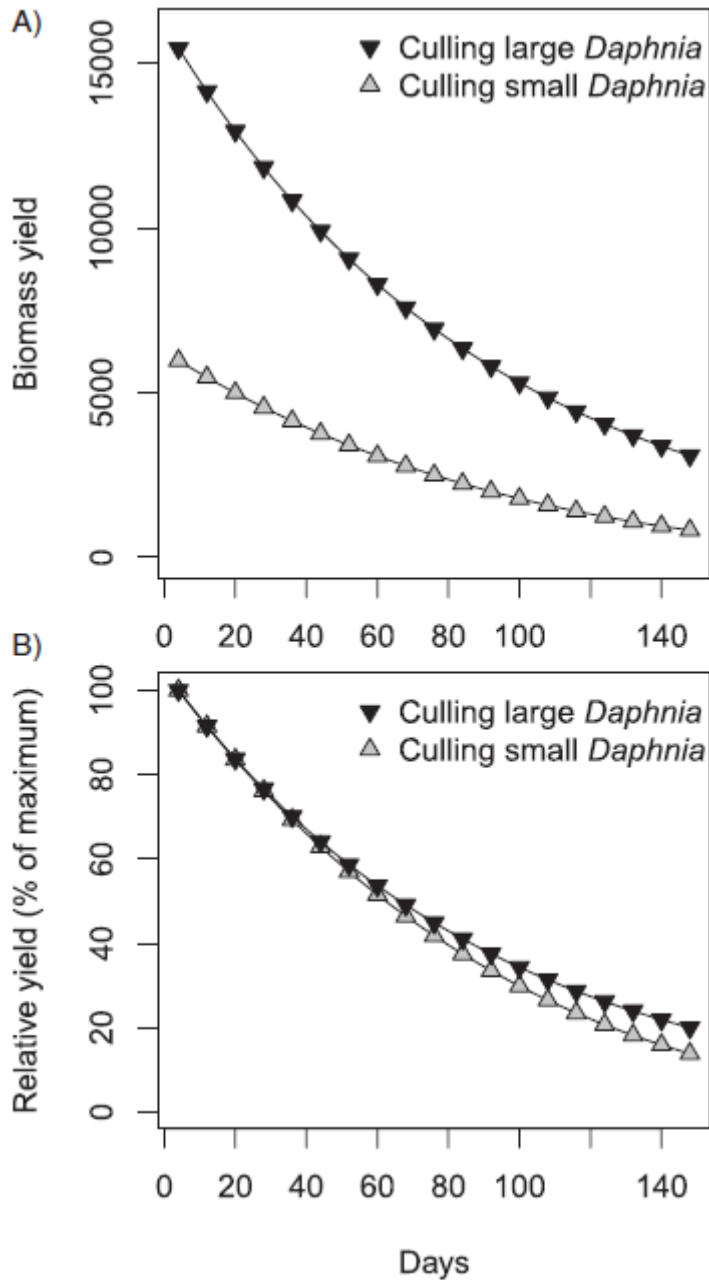 A)
Culling large Daphnia
Culling small Daphnia
Biomass yield
15000
10000
5000
0
0 20 40 60 80 100 140
B)
Culling large Daphnia
Culling small Daphnia
Relative yield (% of maximum)
100
80
60
40
20
0
0 20 40 60 80 100 140
Days